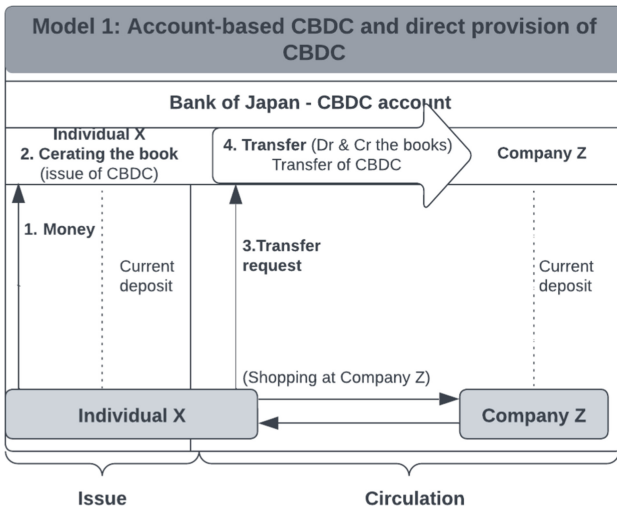 Model 1: Account-based CBDC and direct provision of
CBDC
Bank of Japan - CBDC account
Individual X
2. Cerating the book
(issue of CBDC)
4. Transfer (Dr & Cr the books)
Transfer of CBDC
Company Z
1. Money
Current
deposit
3.Transfer
request
Current
deposit
(Shopping at Company Z)
Individual X
Company Z
Issue
Circulation